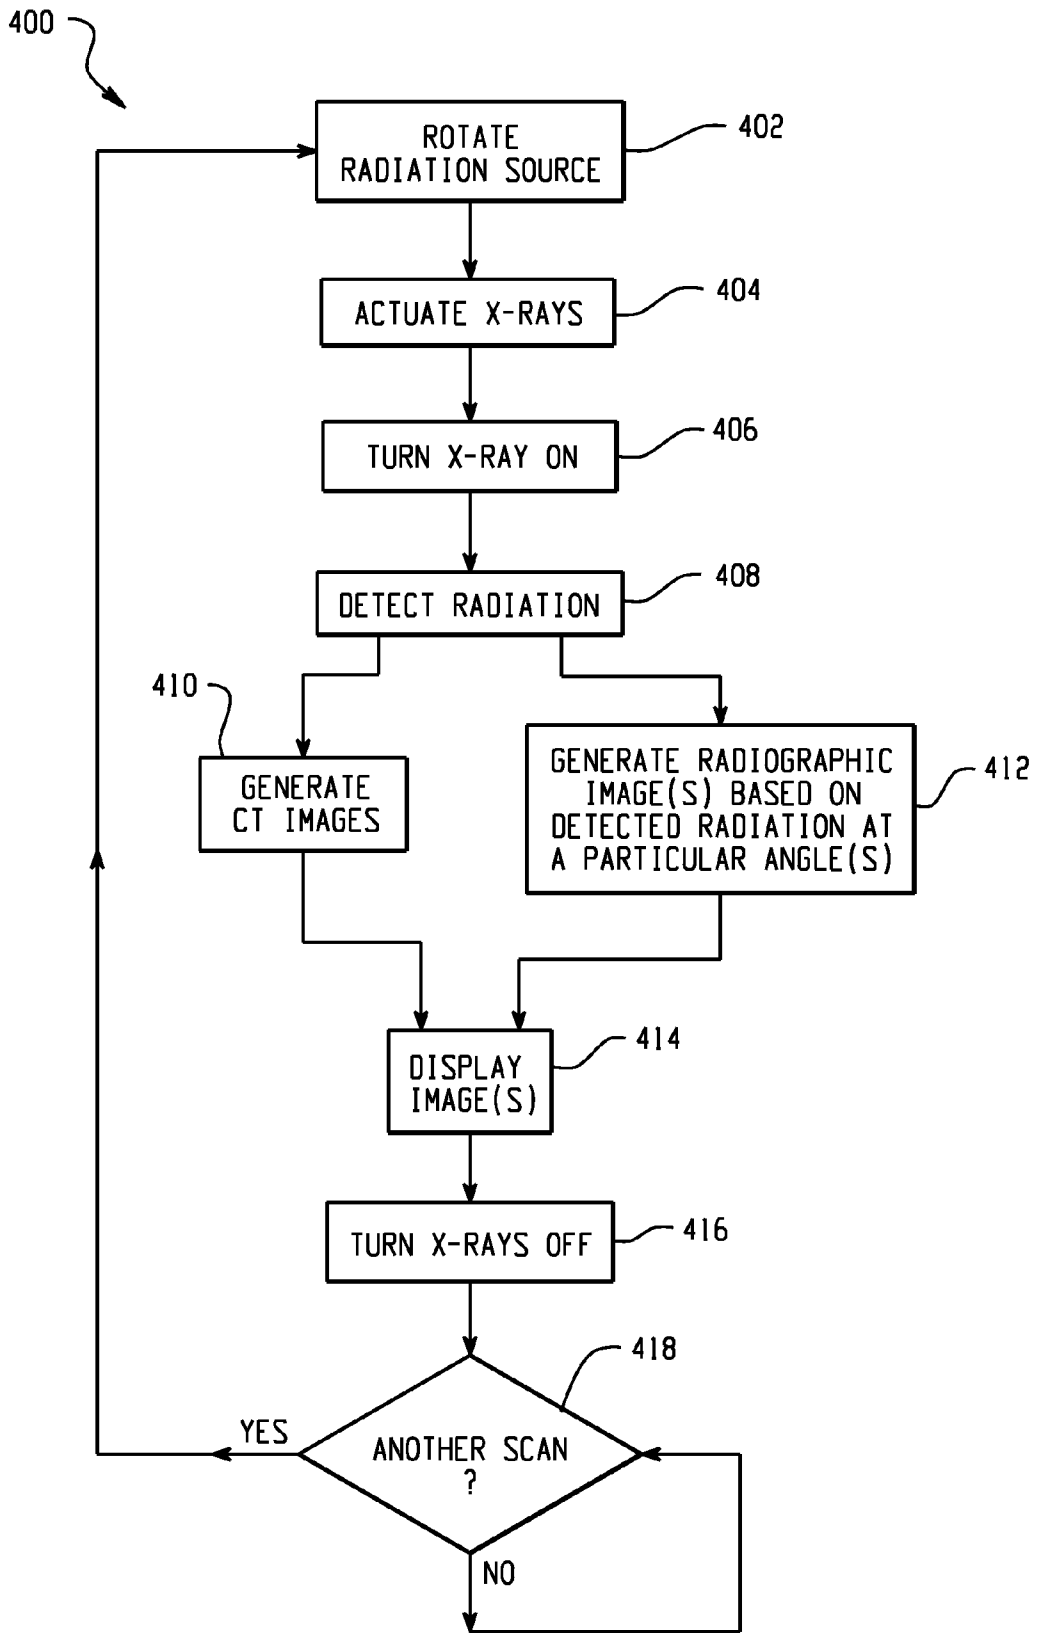 400
ROTATE
RADIATION SOURCE
402
ACTUATE X-RAYS
404
TURN X-RAY ON
406
DETECT RADIATION
408
410
GENERATE
CT IMAGES
GENERATE RADIOGRAPHIC
IMAGE(S) BASED ON
DETECTED RADIATION AT
A PARTICULAR ANGLE(S)
412
DISPLAY
IMAGE(S)
414
TURN X-RAYS OFF
416
418
YES
ANOTHER SCAN
?
NO